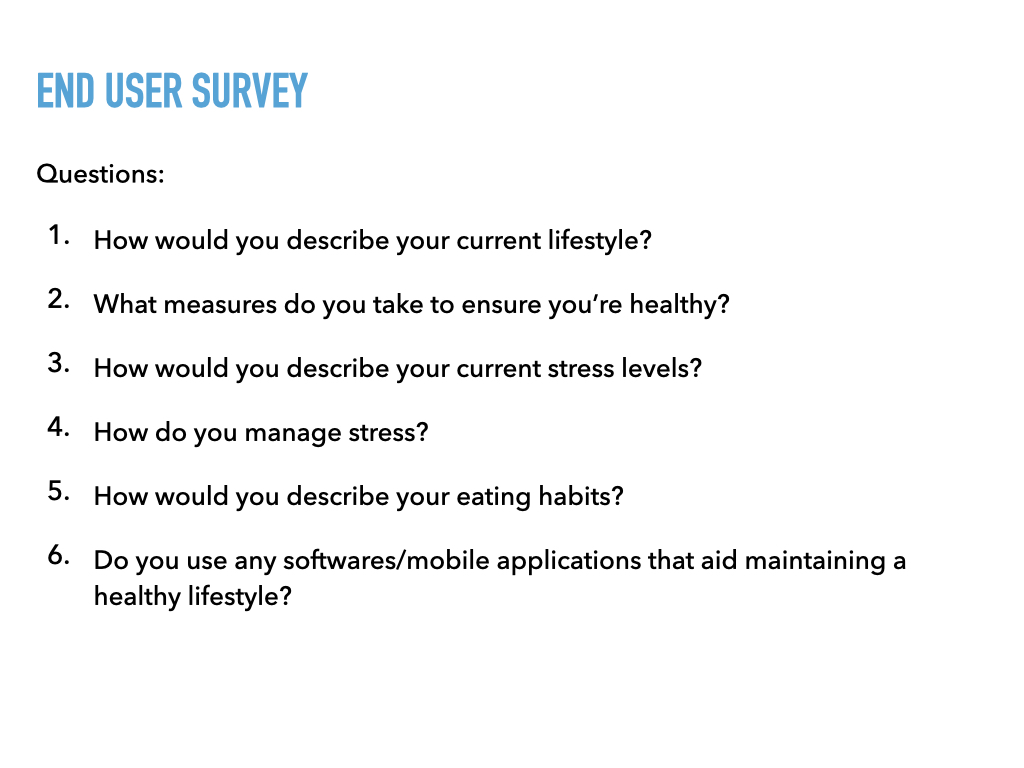 END USER SURVEY
Questions:
1. How would you describe your current lifestyle?
2. What measures do you take to ensure you’re healthy?
3. How would you describe your current stress levels?
4. How do you manage stress?
5. How would you describe your eating habits?
6. Do you use any softwares/mobile applications that aid maintaining a
healthy lifestyle?